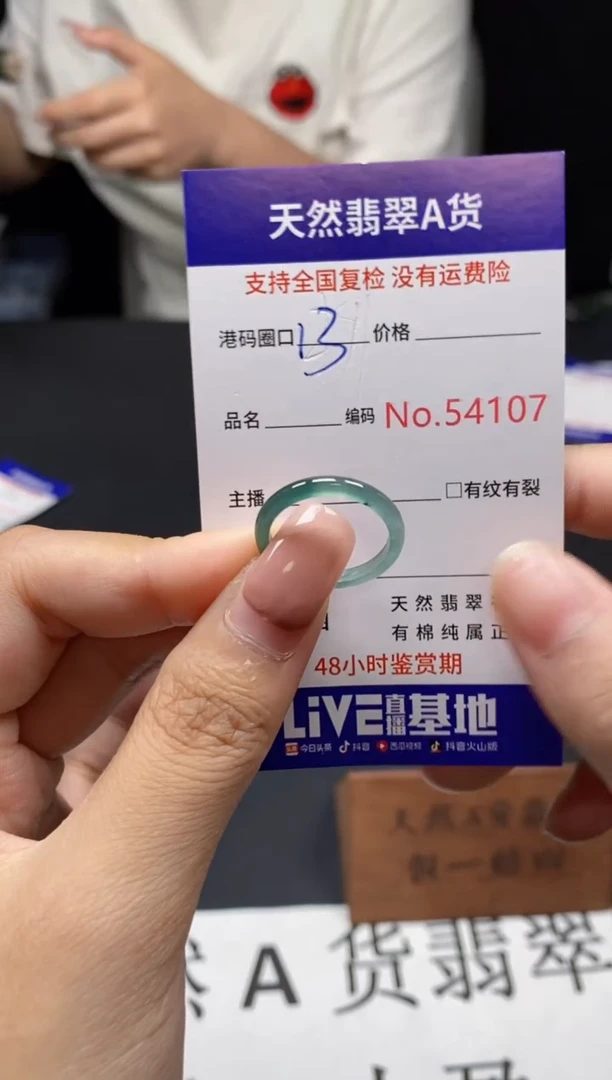 天然翡翠A货
支持全国复检 没有运费险
港码圈口 13 价格
品名 编码 No.54107
主播 □有纹有裂
天然翡翠
有棉纯属正
48小时鉴赏期
LiVE直播基地
今日头条 抖音 西瓜视频 抖音火山版
A货翡翠